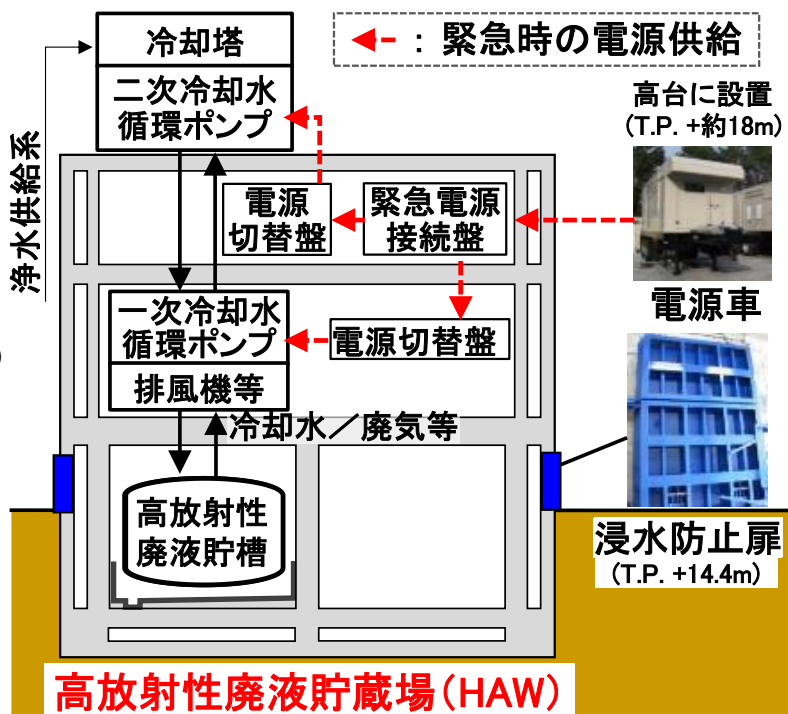 冷却塔
二次冷却水
循環ポンプ
：緊急時の電源供給
高台に設置
(T.P. +約18m)
浄水供給系
電源
切替盤
緊急電源
接続盤
電源車
一次冷却水
循環ポンプ
排風機等
電源切替盤
冷却水／廃気等
高放射性
廃液貯槽
浸水防止扉
(T.P. +14.4m)
高放射性廃液貯蔵場(HAW)